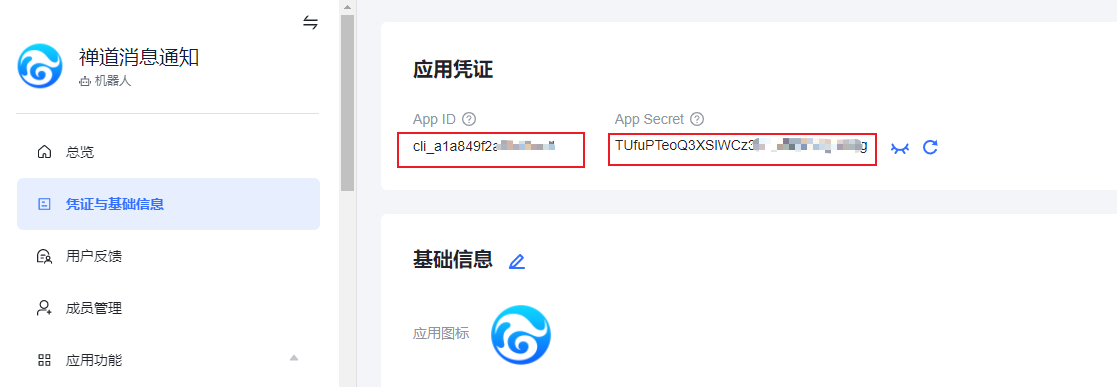 禅道消息通知
机器人
总览
凭证与基础信息
用户反馈
成员管理
应用功能
应用凭证
App ID
App Secret
基础信息
应用图标